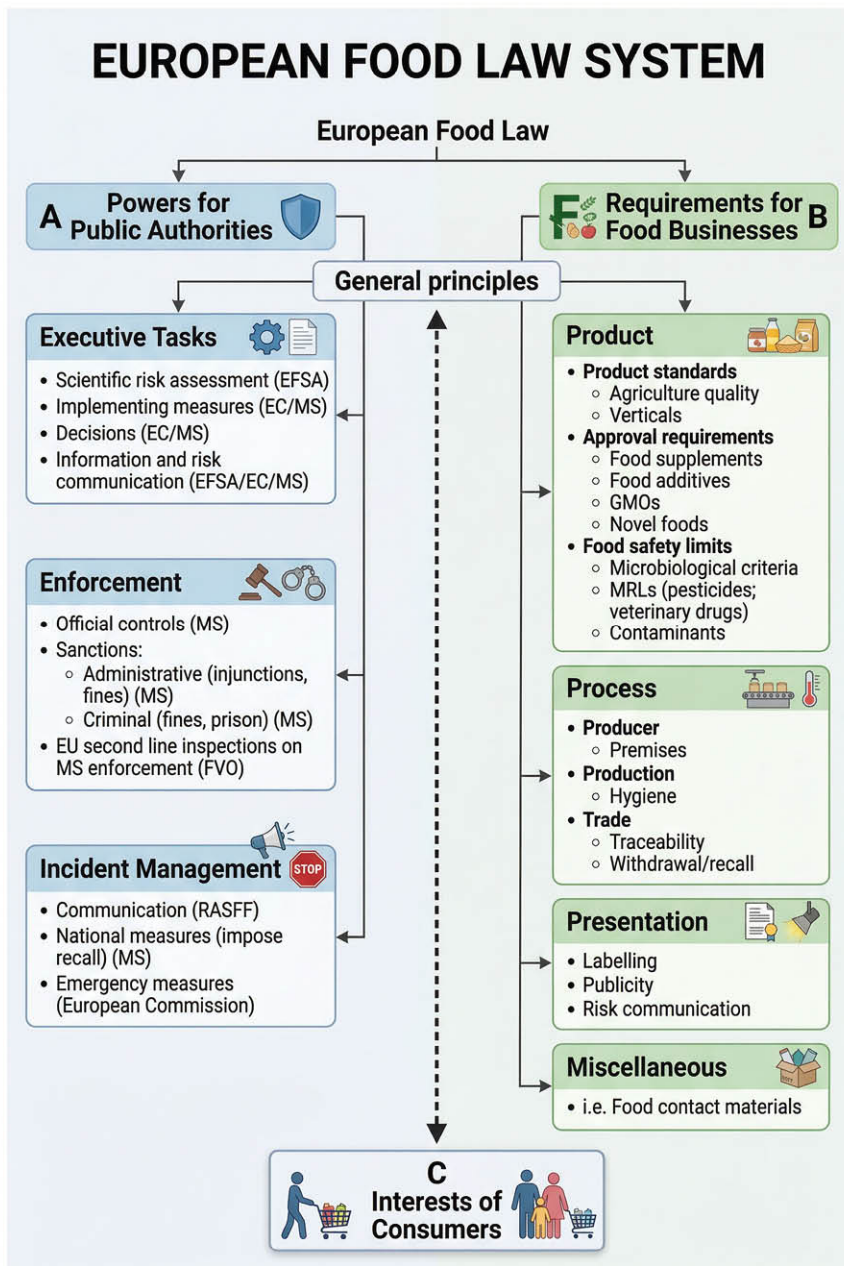 EUROPEAN FOOD LAW SYSTEM
European Food Law
A
Powers for
Public Authorities
Requirements for
Food Businesses
B
General principles
Executive Tasks
• Scientific risk assessment (EFSA)
• Implementing measures (EC/MS)
• Decisions (EC/MS)
• Information and risk
communication (EFSA/EC/MS)
Enforcement
• Official controls (MS)
• Sanctions:
○ Administrative (injunctions,
fines) (MS)
○ Criminal (fines, prison) (MS)
• EU second line inspections on
MS enforcement (FVO)
Incident Management
STOP
• Communication (RASFF)
• National measures (impose
recall) (MS)
• Emergency measures
(European Commission)
Product
• Product standards
○ Agriculture quality
○ Verticals
• Approval requirements
○ Food supplements
○ Food additives
○ GMOs
○ Novel foods
• Food safety limits
○ Microbiological criteria
○ MRLs (pesticides;
veterinary drugs)
○ Contaminants
Process
• Producer
○ Premises
• Production
○ Hygiene
• Trade
○ Traceability
○ Withdrawal/recall
Presentation
• Labelling
• Publicity
• Risk communication
Miscellaneous
• i.e. Food contact materials
C
Interests of
Consumers